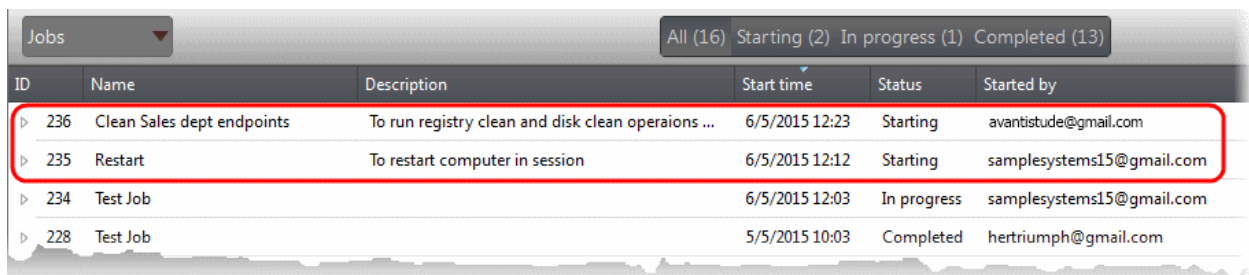 Jobs All (16) Starting (2) In progress (1) Completed (13)
ID Name Description Start time Status Started by
236 Clean Sales dept endpoints To run registry clean and disk clean operaions ... 6/5/2015 12:23 Starting avantistude@gmail.com
235 Restart To restart computer in session 6/5/2015 12:12 Starting samplesystems15@gmail.com
234 Test Job 6/5/2015 12:03 In progress samplesystems15@gmail.com
228 Test Job 5/5/2015 10:03 Completed hertriumph@gmail.com